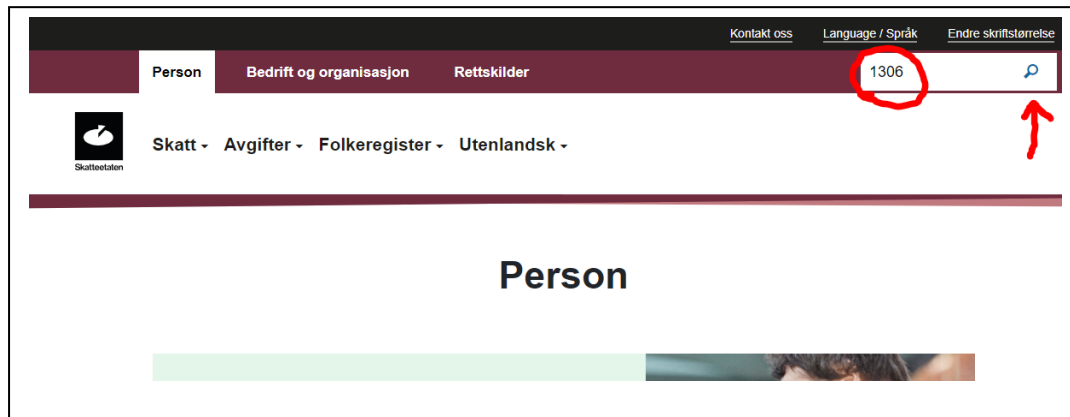 Kontakt oss Language / Språk Endre skriftstørrelse
Person Bedrift og organisasjon Rettskilder 1306
Skatteetaten
Skatt Avgifter Folkeregister Utenlandsk
Person